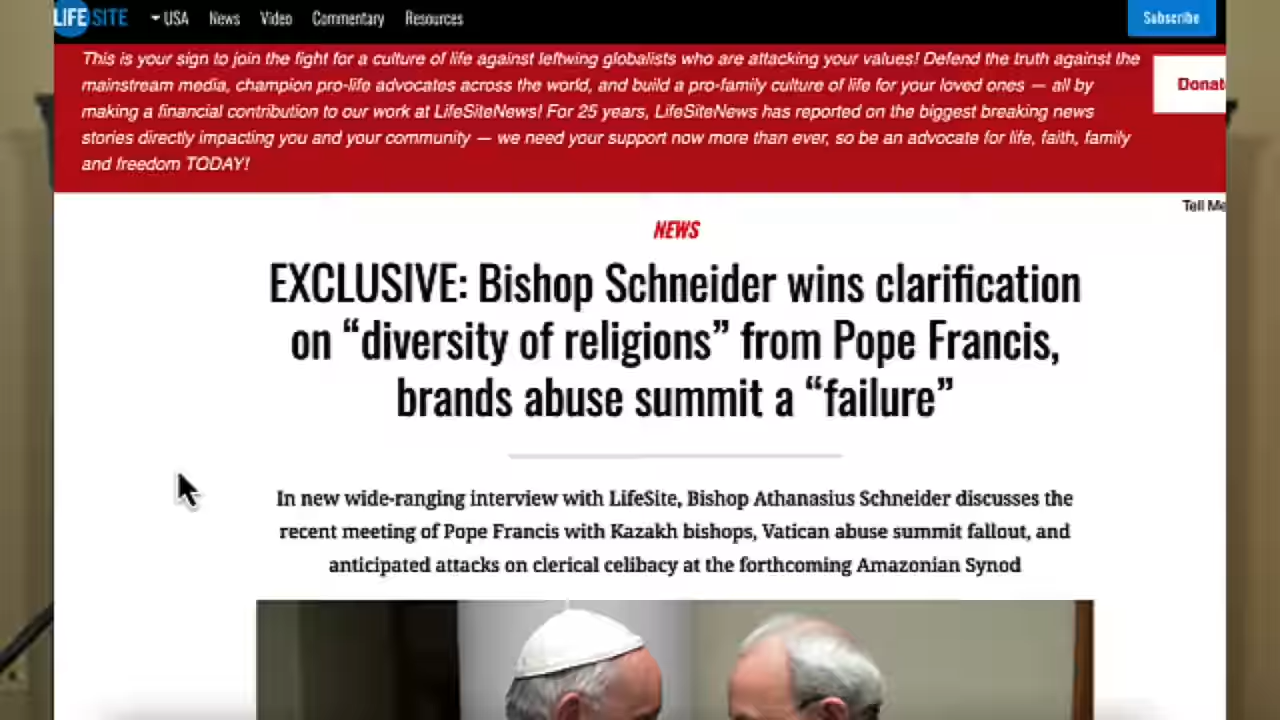 LIFE SITE USA News Video Commentary Resources Subscribe
This is your sign to join the fight for a culture of life against leftwing globalists who are attacking your values! Defend the truth against the
mainstream media, champion pro-life advocates across the world, and build a pro-family culture of life for your loved ones — all by
making a financial contribution to our work at LifeSiteNews! For 25 years, LifeSiteNews has reported on the biggest breaking news
stories directly impacting you and your community — we need your support now more than ever, so be an advocate for life, faith, family
and freedom TODAY!
Donat
Tell Me
NEWS
EXCLUSIVE: Bishop Schneider wins clarification
on “diversity of religions” from Pope Francis,
brands abuse summit a “failure”
In new wide-ranging interview with LifeSite, Bishop Athanasius Schneider discusses the
recent meeting of Pope Francis with Kazakh bishops, Vatican abuse summit fallout, and
anticipated attacks on clerical celibacy at the forthcoming Amazonian Synod